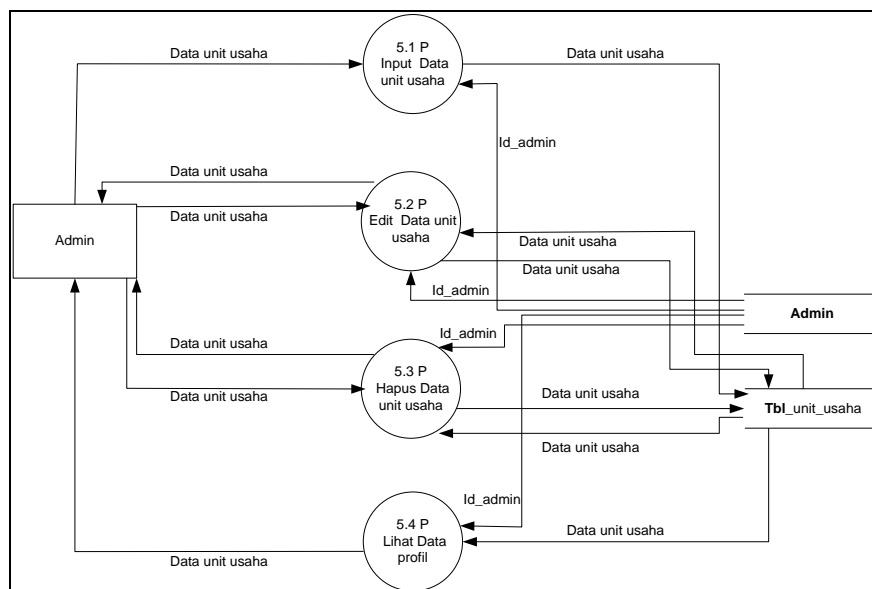 5.1 P
Input Data
unit usaha
Data unit usaha
Data unit usaha
Id_admin
Data unit usaha
5.2 P
Edit Data unit
usaha
Data unit usaha
Admin
Data unit usaha
Data unit usaha
Id_admin
Admin
Id_admin
Data unit usaha
5.3 P
Hapus Data
unit usaha
Data unit usaha
Data unit usaha
Tbl_unit_usaha
Data unit usaha
Id_admin
5.4 P
Lihat Data
profil
Data unit usaha
Data unit usaha